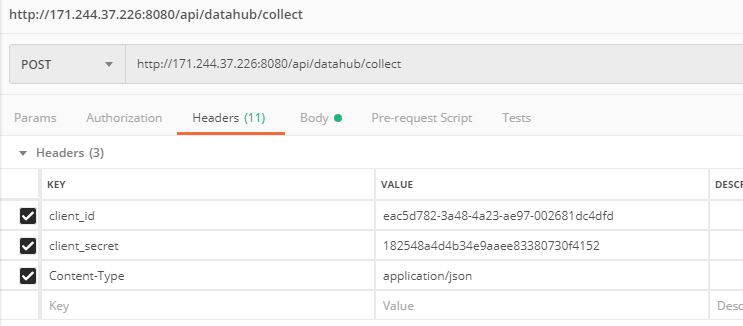 http://171.244.37.226:8080/api/datahub/collect
POST http://171.244.37.226:8080/api/datahub/collect
Params Authorization Headers (11) Body Pre-request Script Tests
Headers (3)
KEY VALUE DESCR
client_id eac5d782-3a48-4a23-ae97-002681dc4dfd
client_secret 182548a4d4b34e9aaee83380730f4152
Content-Type application/json
Key Value Desc